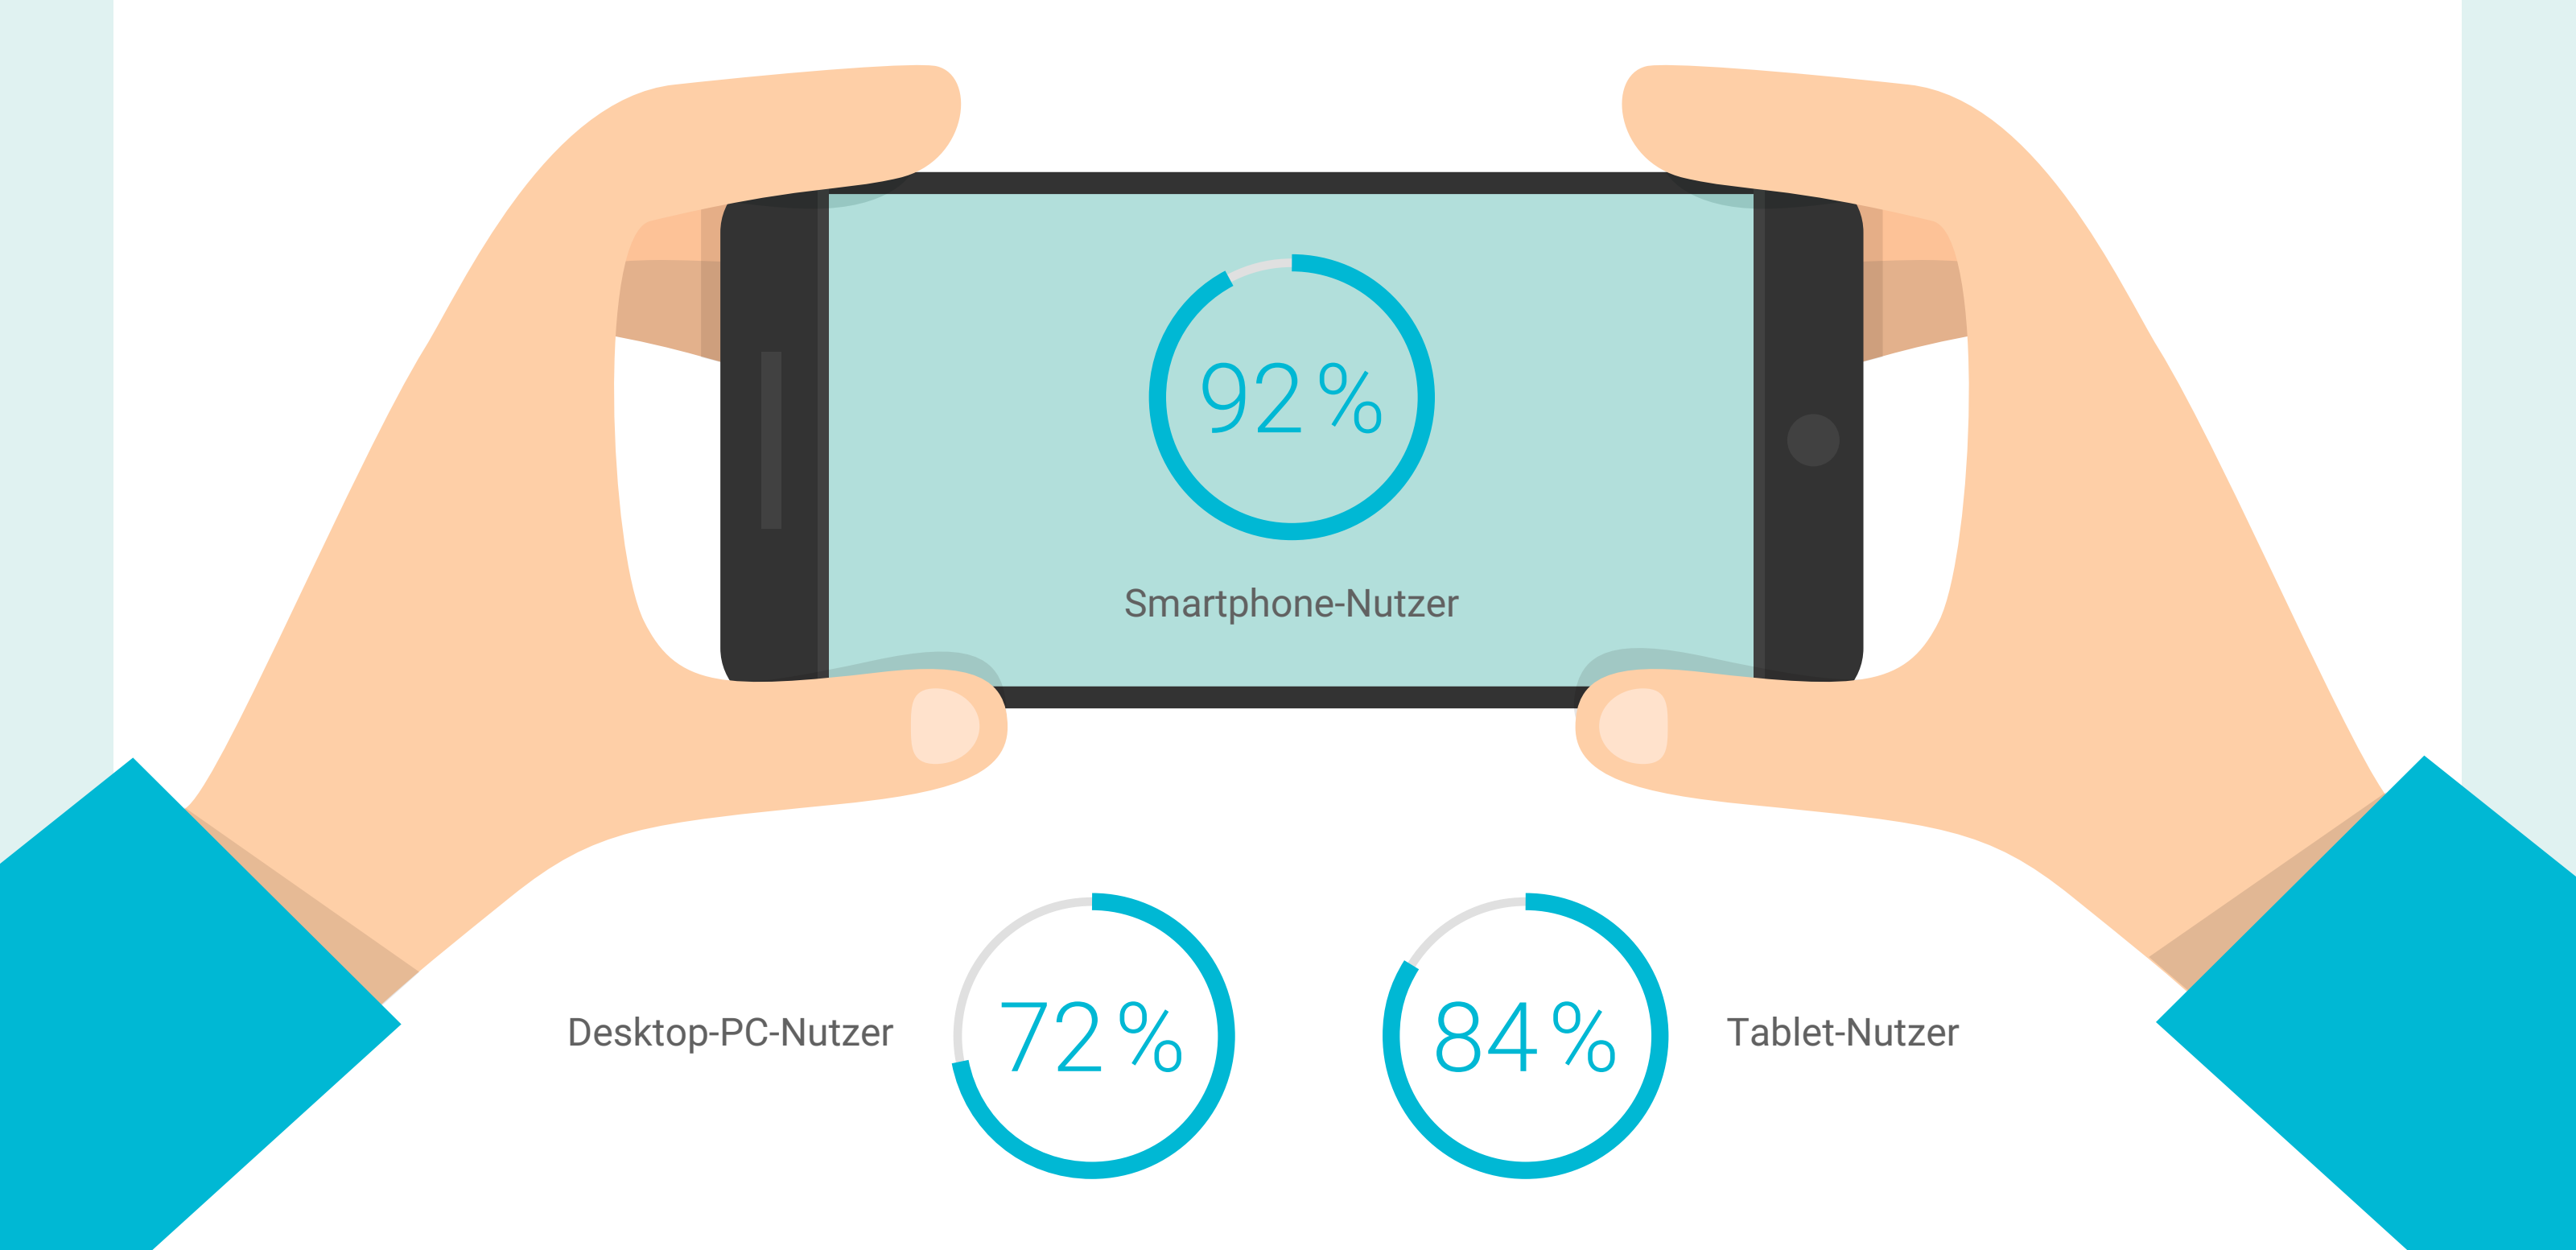 92 %
Smartphone-Nutzer
Desktop-PC-Nutzer
72 %
84 %
Tablet-Nutzer